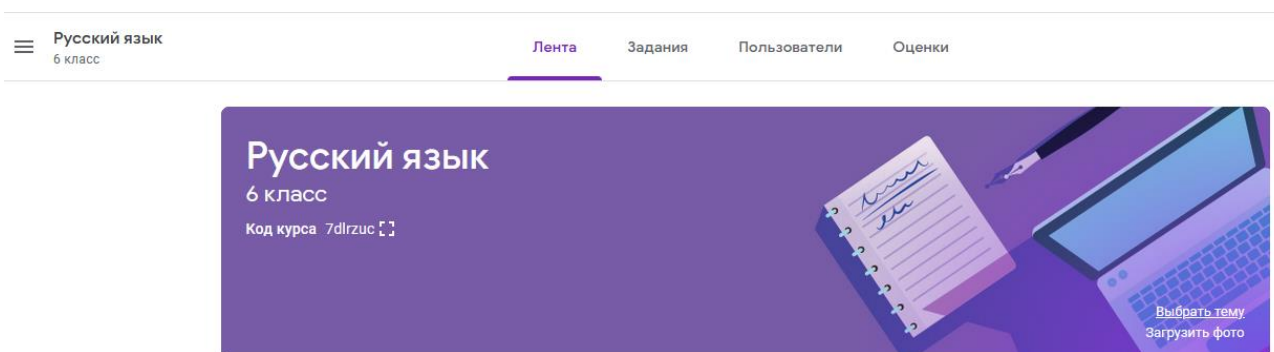 Русский язык
6 класс
Лента Задания Пользователи Оценки
Русский язык
6 класс
Код курса 7dlrzuc
Выбрать тему
Загрузить фото